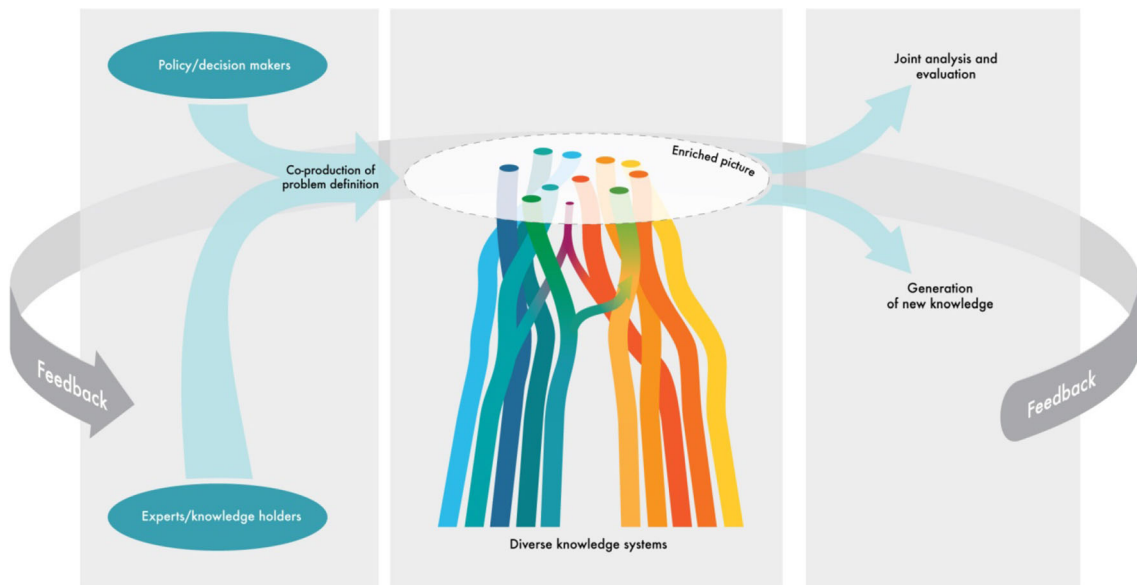 Policy/decision makers
Co-production of
problem definition
Experts/knowledge holders
Feedback
Enriched picture
Diverse knowledge systems
Joint analysis and
evaluation
Generation
of new knowledge
Feedback